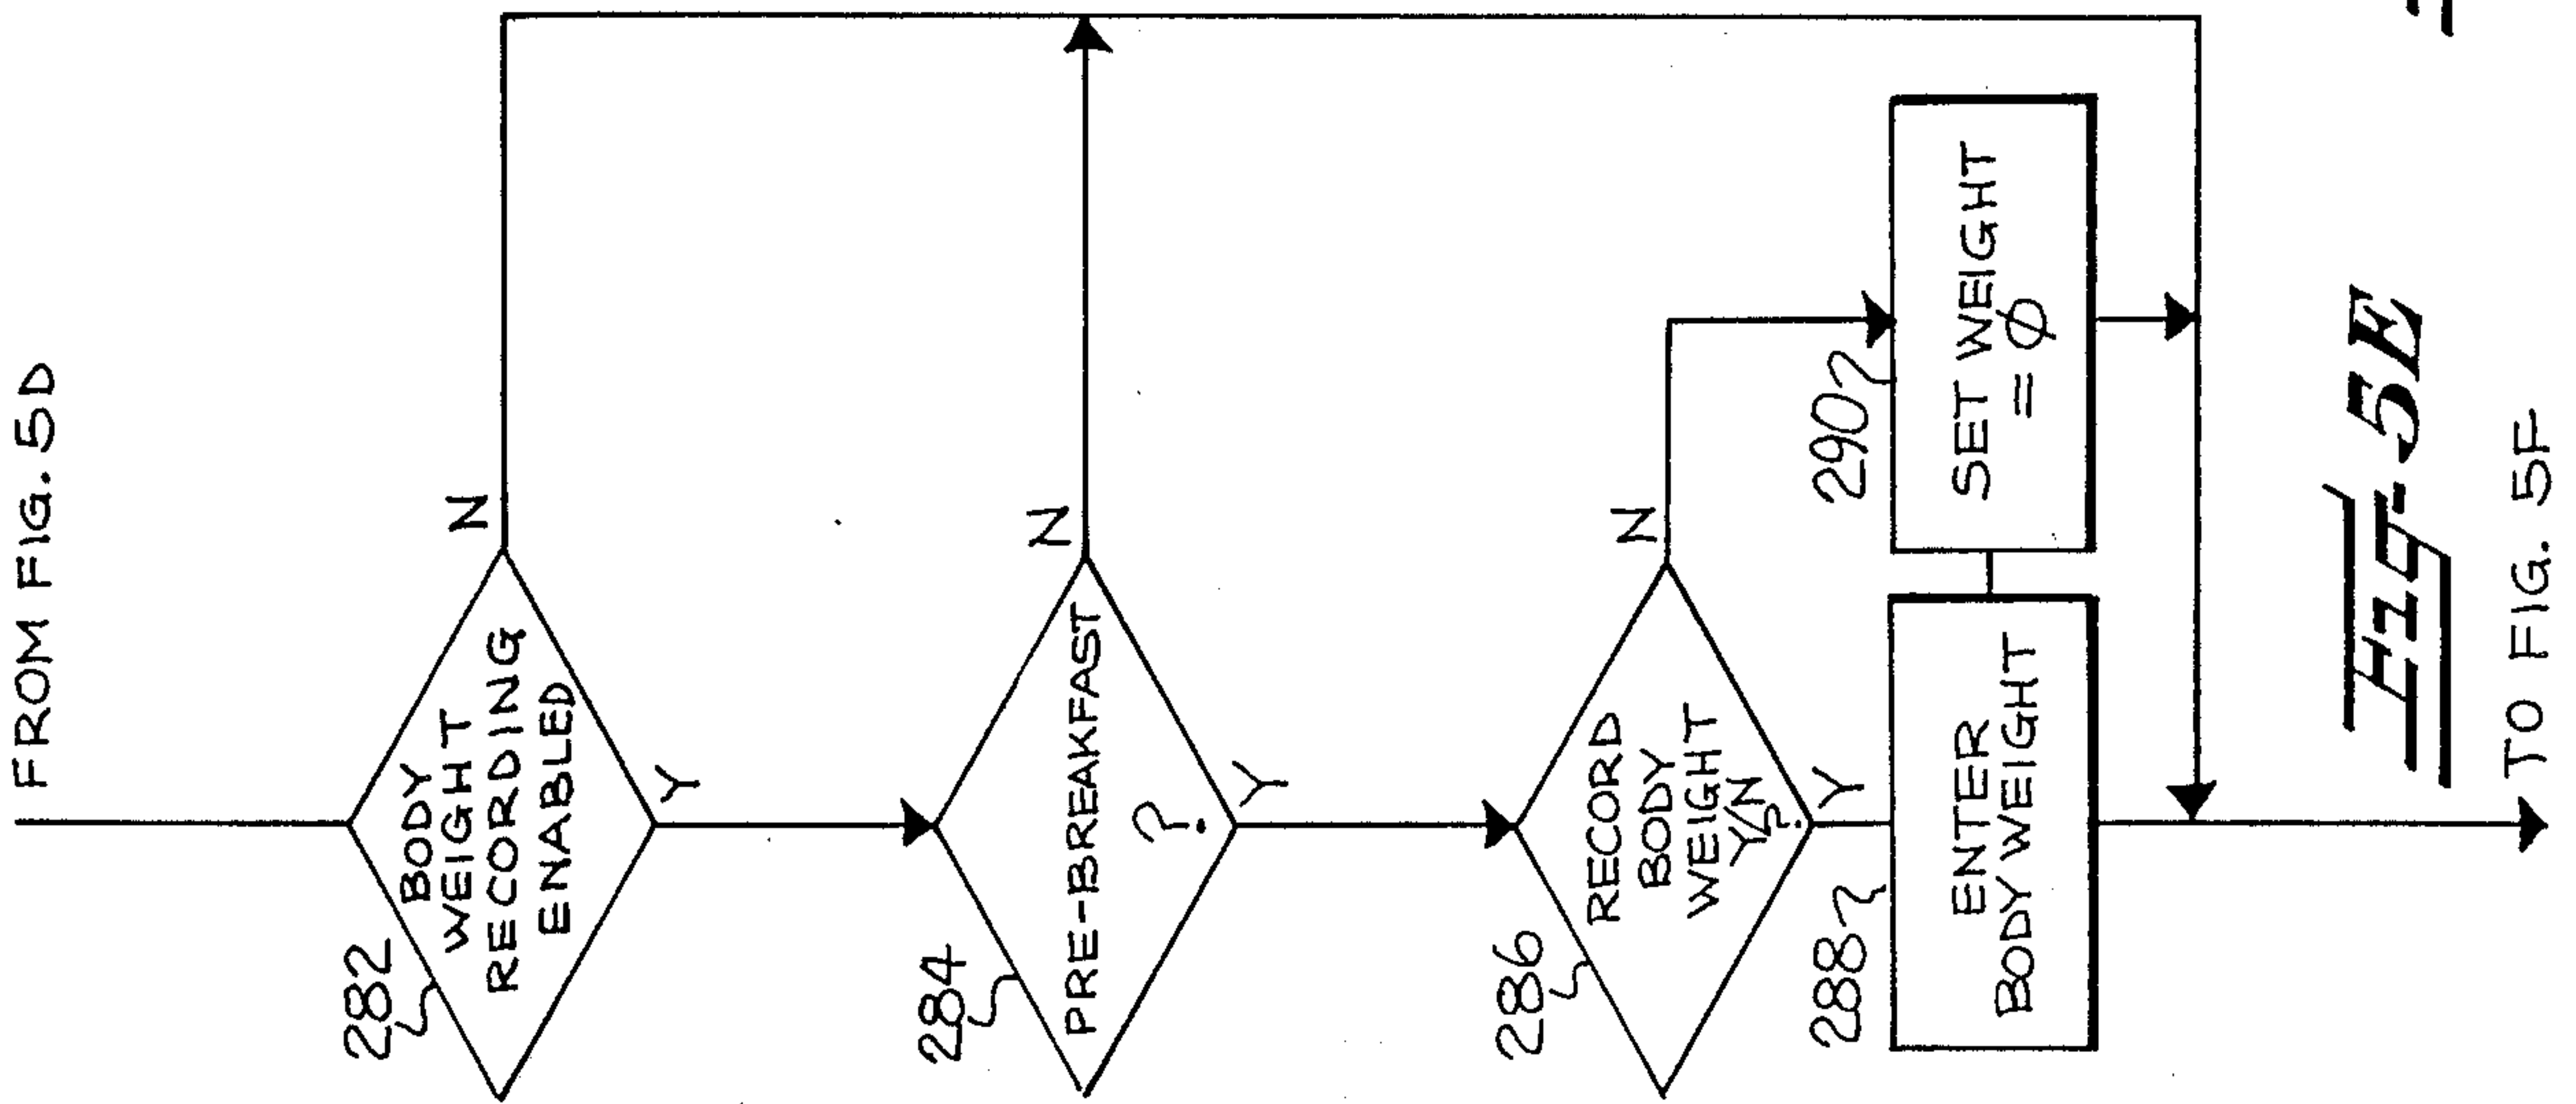 FROM FIG. 5D
282
BODY
WEIGHT
RECORDING
ENABLED
N
Y
284
PRE-BREAKFAST
?
N
Y
286
RECORD
BODY
WEIGHT
Y/N
?
N
Y
288
ENTER
BODY WEIGHT
290
SET WEIGHT
= Ø
Fig-5E
TO FIG. 5F